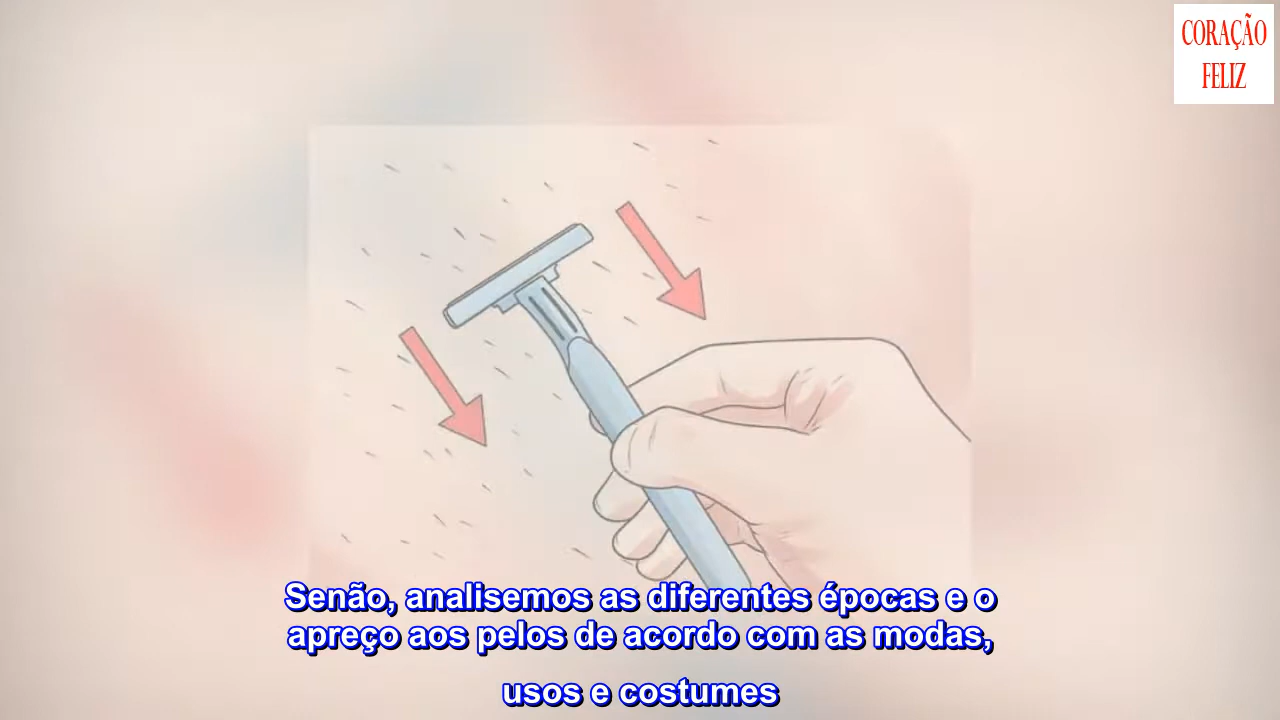 CORAÇÃO
FELIZ
Senão, analisemos as diferentes épocas e o
apreço aos pelos de acordo com as modas,
usos e costumes